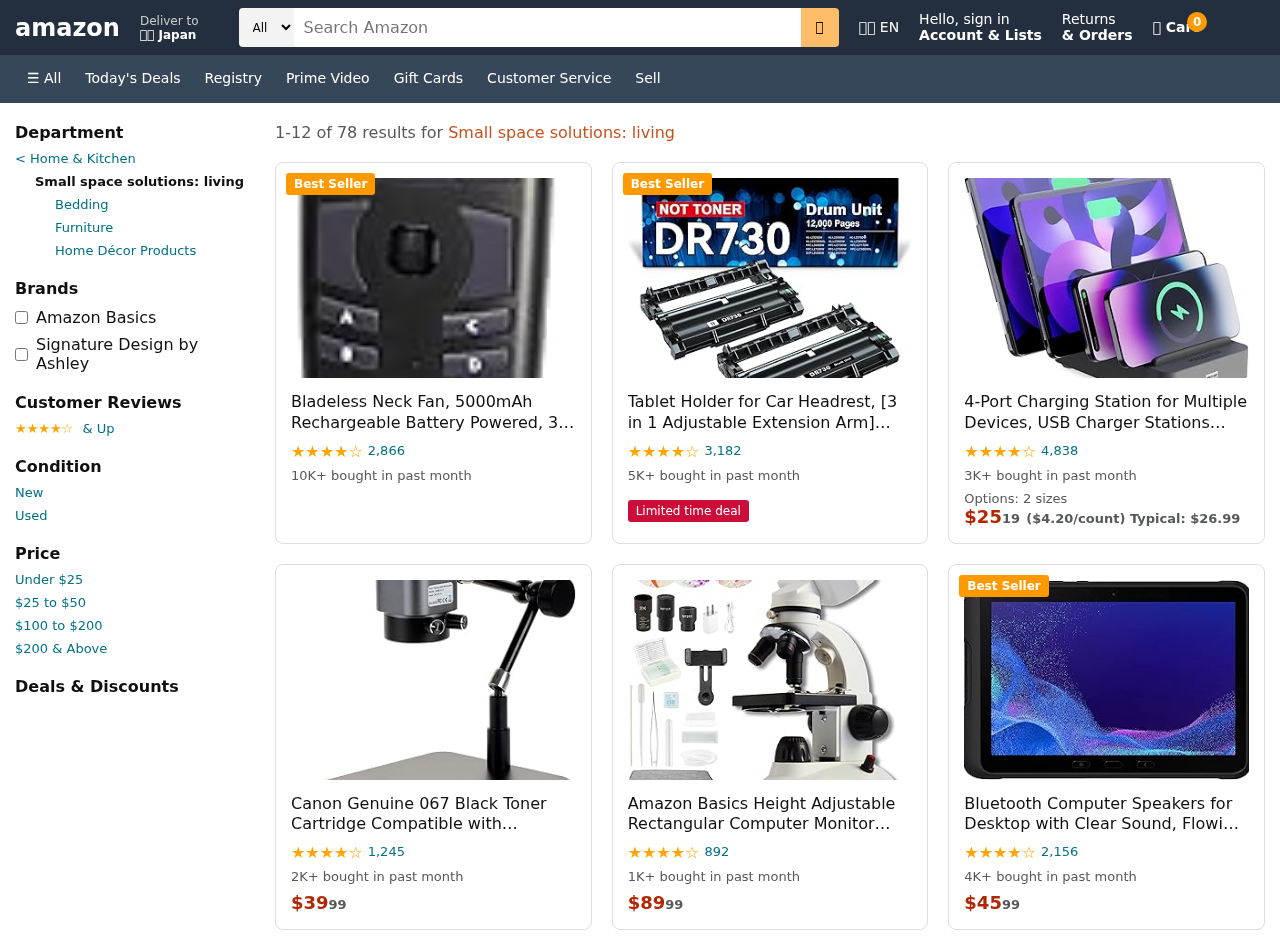 amazon
Deliver to
Japan
All
Search Amazon
EN
Hello, sign in
Account & Lists
Returns
& Orders
0
☰ All
Today's Deals
Registry
Prime Video
Gift Cards
Customer Service
Sell
Department
< Home & Kitchen
Small space solutions: living
Bedding
Furniture
Home Décor Products
Brands
Amazon Basics
Signature Design by
Ashley
Customer Reviews
★★★★☆ & Up
Condition
New
Used
Price
Under $25
$25 to $50
$100 to $200
$200 & Above
Deals & Discounts
1-12 of 78 results for Small space solutions: living
Best Seller
A
C
B
D
Bladeless Neck Fan, 5000mAh
Rechargeable Battery Powered, 3…
★★★★☆ 2,866
10K+ bought in past month
Best Seller
NOT TONER
DR730
Drum Unit
12,000 Pages
DR730
DR730
Tablet Holder for Car Headrest, [3
in 1 Adjustable Extension Arm]…
★★★★☆ 3,182
5K+ bought in past month
Limited time deal
4-Port Charging Station for Multiple
Devices, USB Charger Stations…
★★★★☆ 4,838
3K+ bought in past month
Options: 2 sizes
$2519 ($4.20/count) Typical: $26.99
Canon Genuine 067 Black Toner
Cartridge Compatible with…
★★★★☆ 1,245
2K+ bought in past month
$3999
Amazon Basics Height Adjustable
Rectangular Computer Monitor…
★★★★☆ 892
1K+ bought in past month
$8999
Best Seller
Bluetooth Computer Speakers for
Desktop with Clear Sound, Flowi…
★★★★☆ 2,156
4K+ bought in past month
$4599